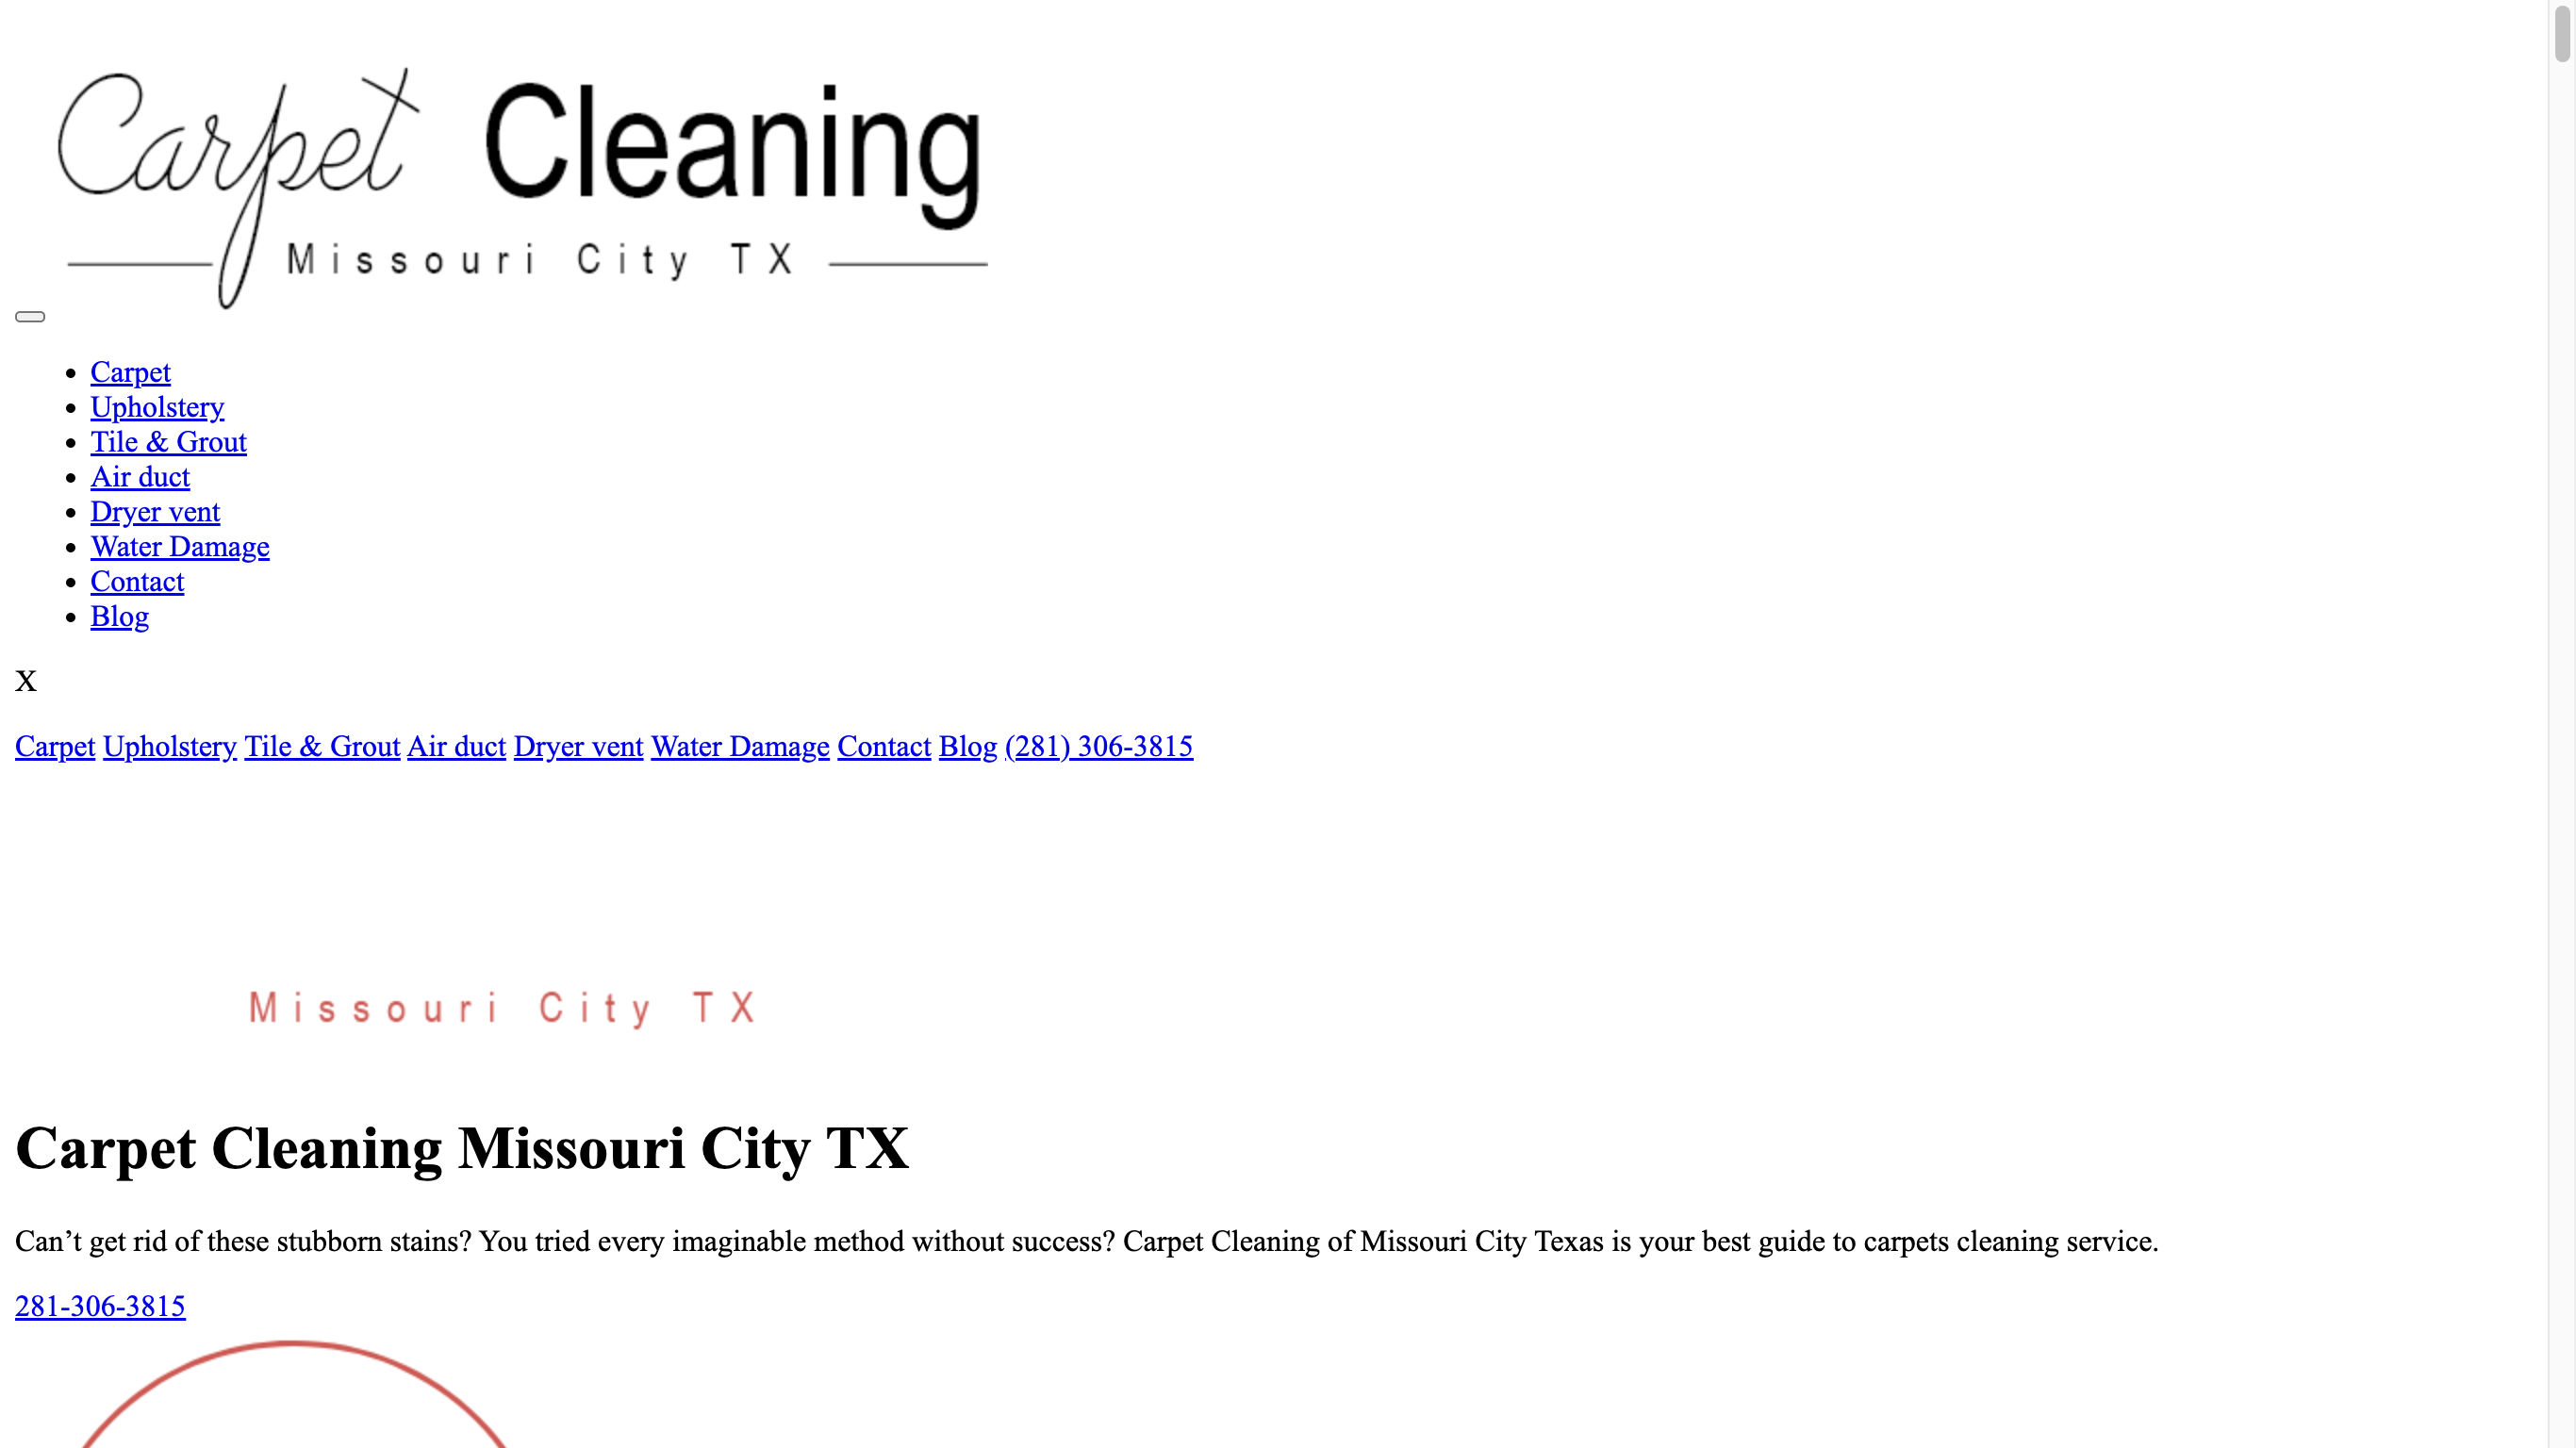 Carpet Cleaning
Missouri City TX
Carpet
Upholstery
Tile & Grout
Air duct
Dryer vent
Water Damage
Contact
Blog
X
Carpet Upholstery Tile & Grout Air duct Dryer vent Water Damage Contact Blog (281) 306-3815
Missouri City TX
Carpet Cleaning Missouri City TX
Can’t get rid of these stubborn stains? You tried every imaginable method without success? Carpet Cleaning of Missouri City Texas is your best guide to carpets cleaning service.
281-306-3815